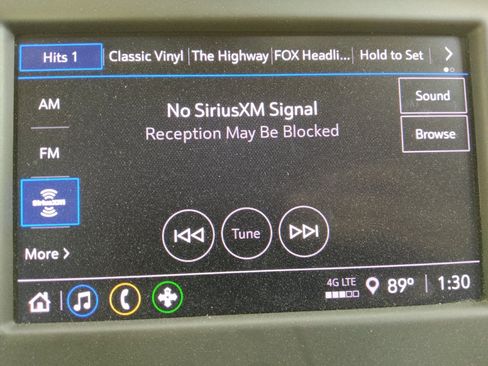 Hits 1
Classic Vinyl
The Highway
FOX Headli...
Hold to Set
AM
No SiriusXM Signal
Sound
Reception May Be Blocked
Browse
FM
SiriusXM
Tune
More
4G LTE
89°
1:30